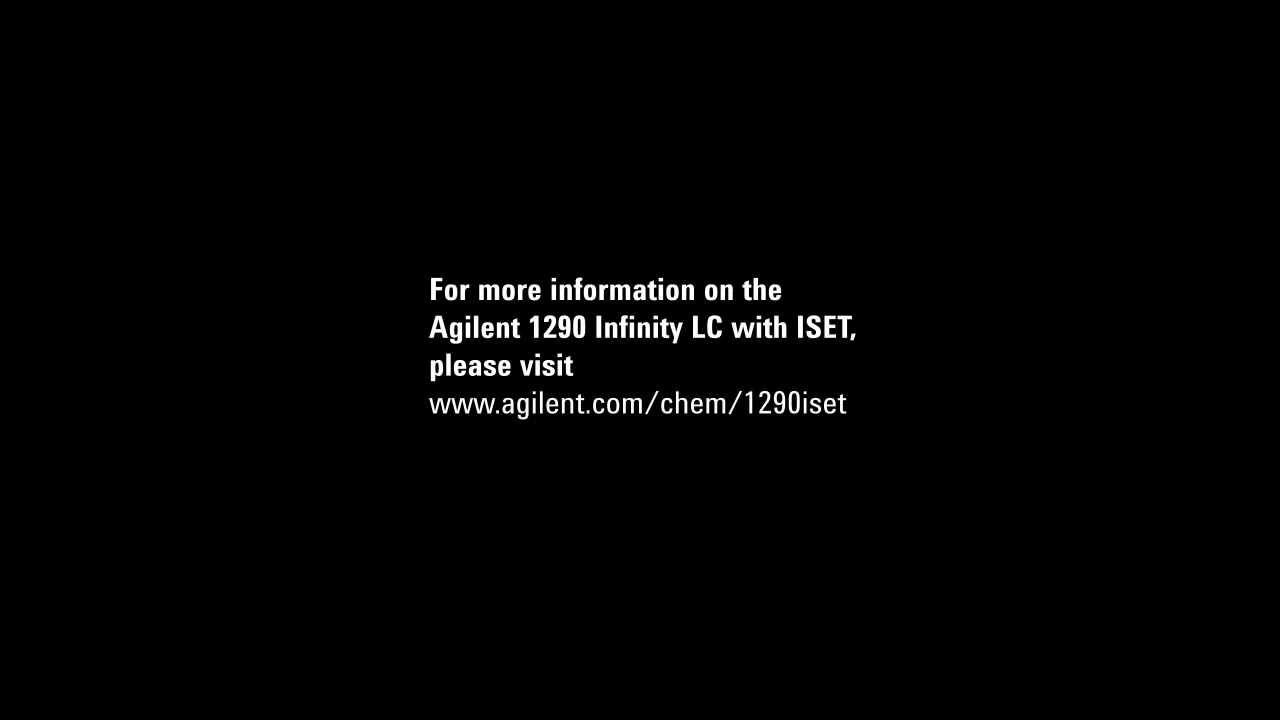 For more information on the
Agilent 1290 Infinity LC with ISET,
please visit
www.agilent.com/chem/1290iset